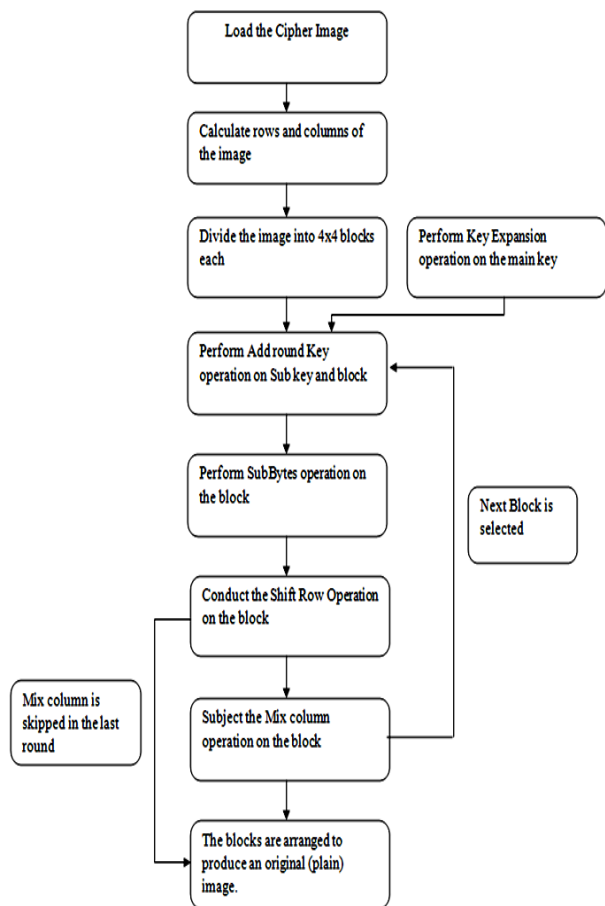 Load the Cipher Image
Calculate rows and columns of
the image
Divide the image into 4x4 blocks
each
Perform Key Expansion
operation on the main key
Perform Add round Key
operation on Sub key and block
Perform SubBytes operation on
the block
Next Block is
selected
Conduct the Shift Row Operation
on the block
Mix column is
skipped in the last
round
Subject the Mix column
operation on the block
The blocks are arranged to
produce an original (plain)
image.